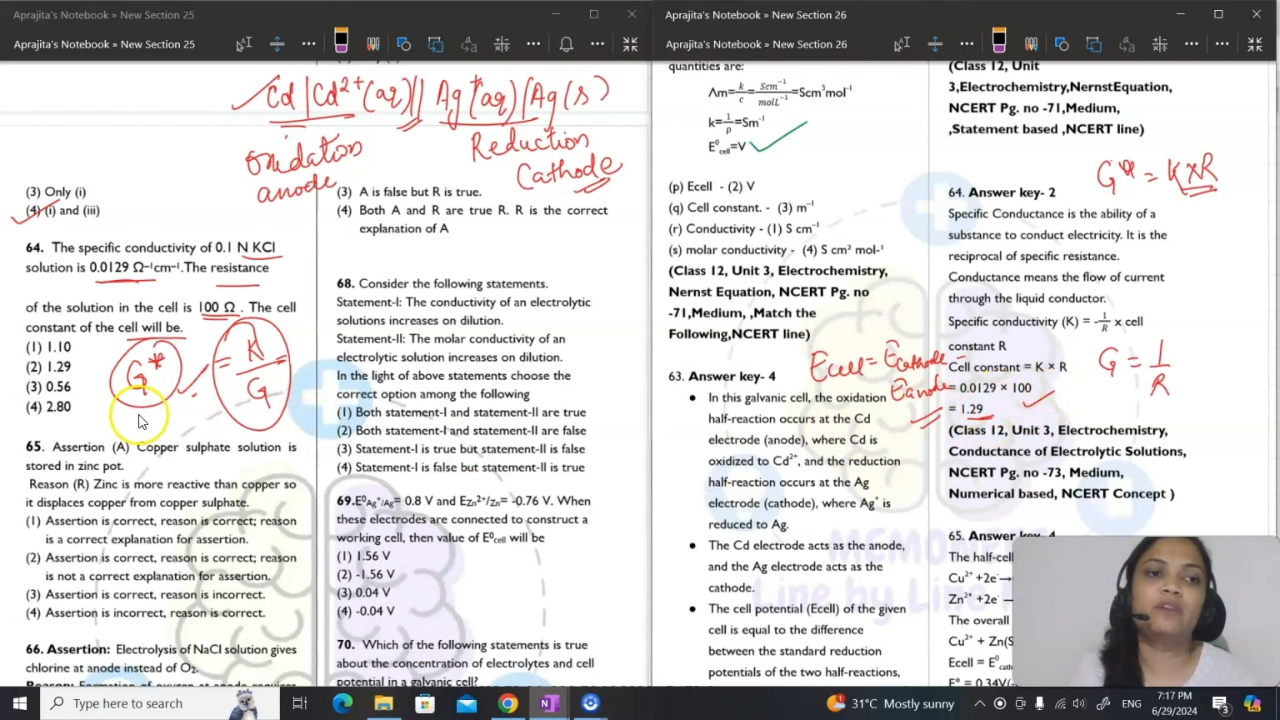 Aprajita's Notebook » New Section 25
Aprajita's Notebook » New Section 25
Cd | Cd2+ (aq) || Ag+ (aq) | Ag (s)
Oxidation
anode
Reduction
Cathode
(3) Only (i)
(4) (i) and (iii)
64. The specific conductivity of 0.1 N KCl
solution is 0.0129 Ω⁻¹cm⁻¹.The resistance
of the solution in the cell is 100 Ω . The cell
constant of the cell will be.
(1) 1.10
(2) 1.29
(3) 0.56
(4) 2.80
G* = K/G =
65. Assertion (A) Copper sulphate solution is
stored in zinc pot.
Reason (R) Zinc is more reactive than copper so
it displaces copper from copper sulphate.
(1) Assertion is correct, reason is correct; reason
is a correct explanation for assertion.
(2) Assertion is correct, reason is correct; reason
is not a correct explanation for assertion.
(3) Assertion is correct, reason is incorrect.
(4) Assertion is incorrect, reason is correct.
66. Assertion: Electrolysis of NaCl solution gives
chlorine at anode instead of O₂.
(3) A is false but R is true.
(4) Both A and R are true R. R is the correct
explanation of A
68. Consider the following statements.
Statement-I: The conductivity of an electrolytic
solutions increases on dilution.
Statement-II: The molar conductivity of an
electrolytic solution increases on dilution.
In the light of above statements choose the
correct option among the following
(1) Both statement-I and statement-II are true
(2) Both statement-I and statement-II are false
(3) Statement-I is true but statement-II is false
(4) Statement-I is false but statement-II is true
69.E⁰Ag⁺/Ag= 0.8 V and EZn²⁺/Zn= -0.76 V. When
these electrodes are connected to construct a
working cell, then value of E⁰cell will be
(1) 1.56 V
(2) -1.56 V
(3) 0.04 V
(4) -0.04 V
70. Which of the following statements is true
about the concentration of electrolytes and cell
potential in a galvanic cell?
Aprajita's Notebook » New Section 26
Aprajita's Notebook » New Section 26
quantities are:
Λm=k/c=Scm⁻¹/molL⁻¹=Scm³mol⁻¹
k=1/ρ=Sm⁻¹
E⁰cell=V
(p) Ecell - (2) V
(q) Cell constant. - (3) m⁻¹
(r) Conductivity - (1) S cm⁻¹
(s) molar conductivity - (4) S cm² mol-¹
(Class 12, Unit 3, Electrochemistry,
Nernst Equation, NCERT Pg. no
-71,Medium, ,Match the
Following,NCERT line)
63. Answer key- 4
Ecell = Ecathode -
Eanode
• In this galvanic cell, the oxidation
half-reaction occurs at the Cd
electrode (anode), where Cd is
oxidized to Cd²⁺, and the reduction
half-reaction occurs at the Ag
electrode (cathode), where Ag⁺ is
reduced to Ag.
• The Cd electrode acts as the anode,
and the Ag electrode acts as the
cathode.
• The cell potential (Ecell) of the given
cell is equal to the difference
between the standard reduction
potentials of the two half-reactions,
(Class 12, Unit
3,Electrochemistry,NernstEquation,
NCERT Pg. no -71,Medium,
,Statement based ,NCERT line)
G* = K×R
64. Answer key- 2
Specific Conductance is the ability of a
substance to conduct electricity. It is the
reciprocal of specific resistance.
Conductance means the flow of current
through the liquid conductor.
Specific conductivity (K) = -1/R x cell
constant R
Cell constant = K × R
= 0.0129 × 100
= 1.29
G = 1/R
(Class 12, Unit 3, Electrochemistry,
Conductance of Electrolytic Solutions,
NCERT Pg. no -73, Medium,
Numerical based, NCERT Concept )
65. Answer key- 4
The half-cel
Cu²⁺ +2e⁻→
Zn²⁺ +2e⁻
The overall
Cu²⁺ + Zn(S
Ecell = E⁰cath
E° = 0.34V(-
Type here to search
31°C Mostly sunny
ENG
7:17 PM
6/29/2024
3